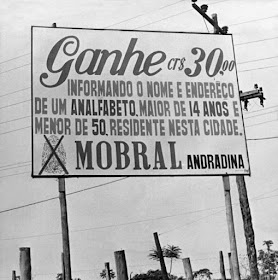 Ganhe CR$ 30,00
INFORMANDO O NOME E ENDERÊÇO
DE UM ANALFABETO. MAIOR DE 14 ANOS E
MENOR DE 50. RESIDENTE NESTA CIDADE.
MOBRAL ANDRADINA